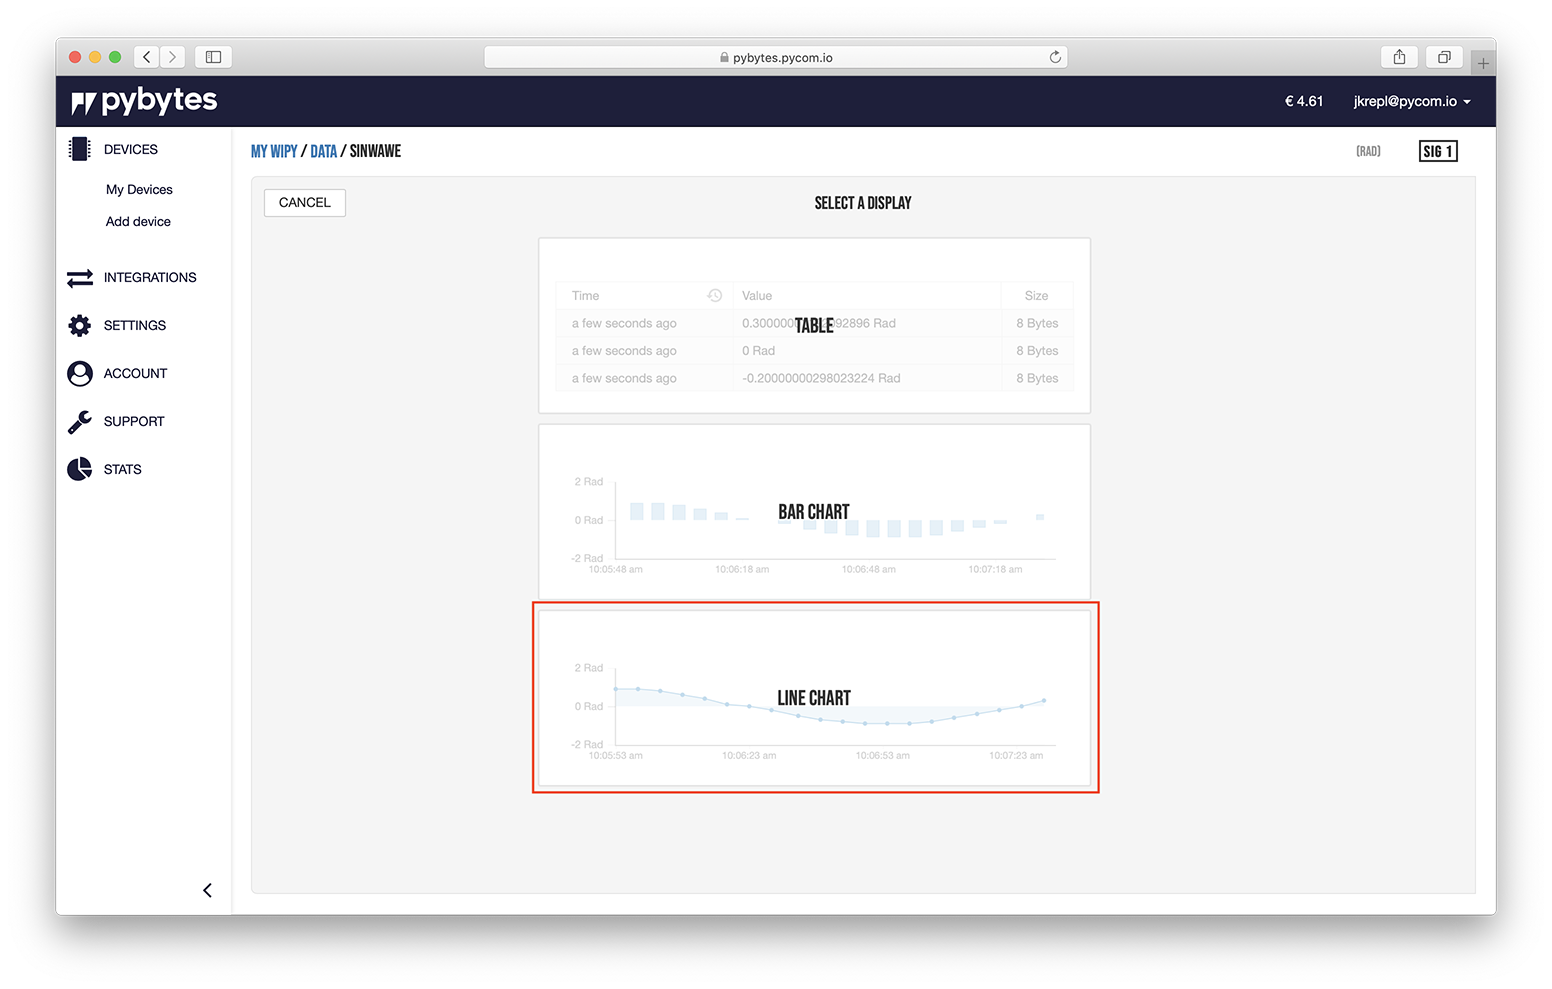 pybytes.pycom.io
pybytes
€ 4.61 jkrepl@pycom.io
DEVICES
My Devices
Add device
INTEGRATIONS
SETTINGS
ACCOUNT
SUPPORT
STATS
MY WIPY / DATA / SINWAWE
(RAD) SIG 1
CANCEL
SELECT A DISPLAY
Time Value Size
a few seconds ago Rad 8 Bytes
TABLE
a few seconds ago 0 Rad 8 Bytes
a few seconds ago -0.20000000298023224 Rad 8 Bytes
2 Rad
BAR CHART
0 Rad
-2 Rad
10:05:48 am 10:06:18 am 10:06:48 am 10:07:18 am
2 Rad
LINE CHART
0 Rad
-2 Rad
10:05:53 am 10:06:23 am 10:06:53 am 10:07:23 am